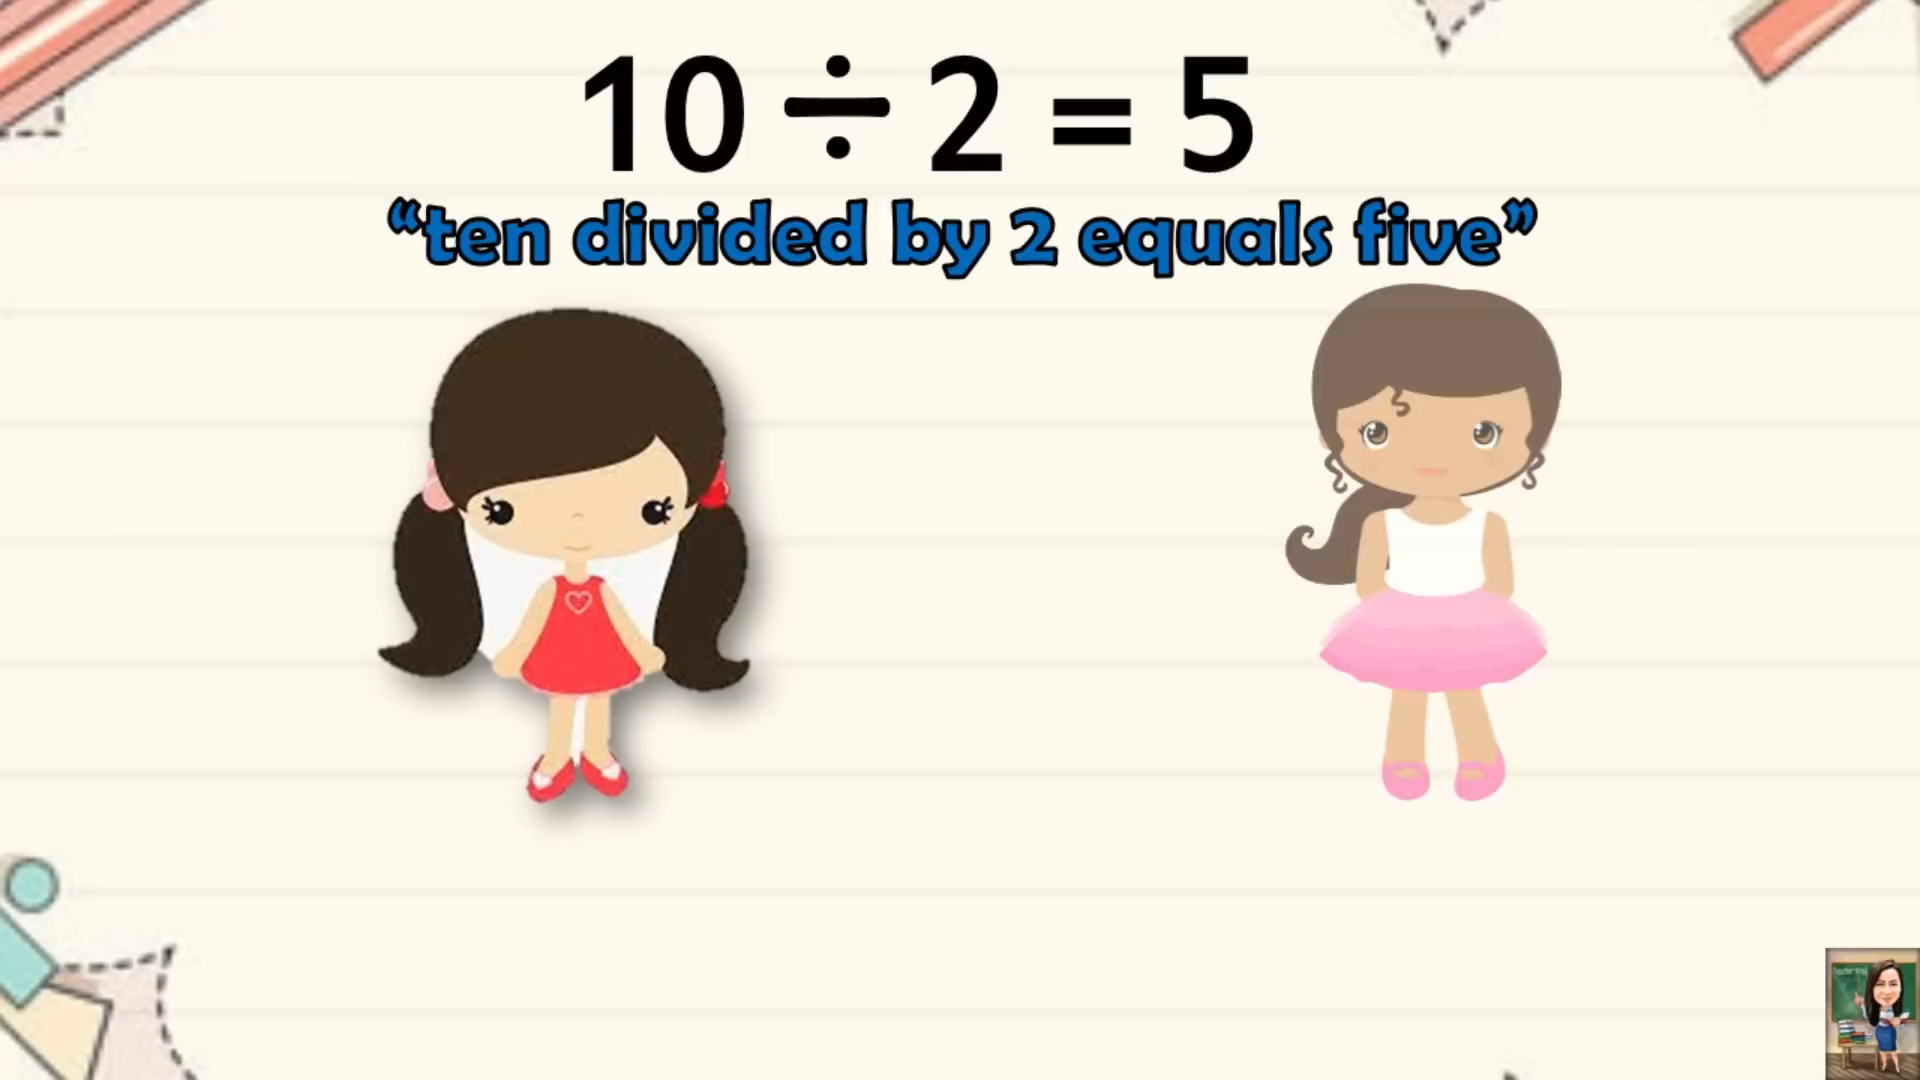 10 ÷ 2 = 5
“ten divided by 2 equals five”